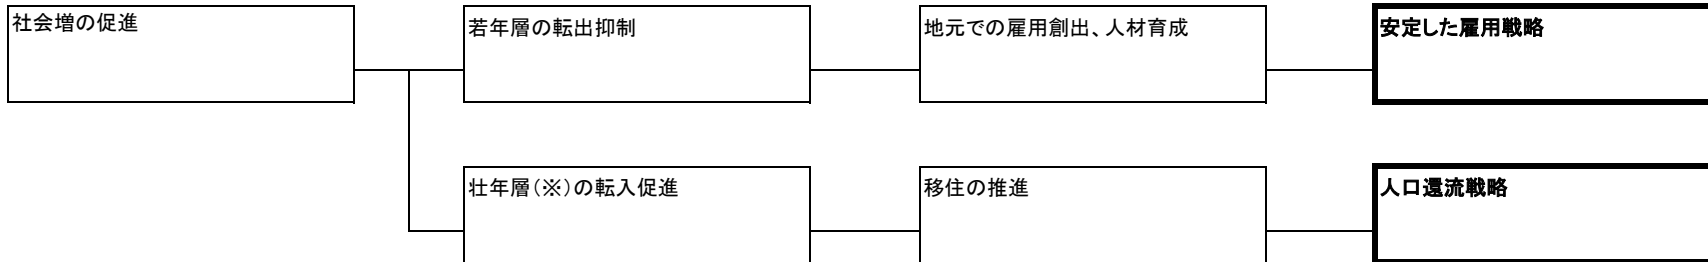 社会増の促進
若年層の転出抑制
地元での雇用創出、人材育成
安定した雇用戦略
壮年層(※)の転入促進
移住の推進
人口還流戦略